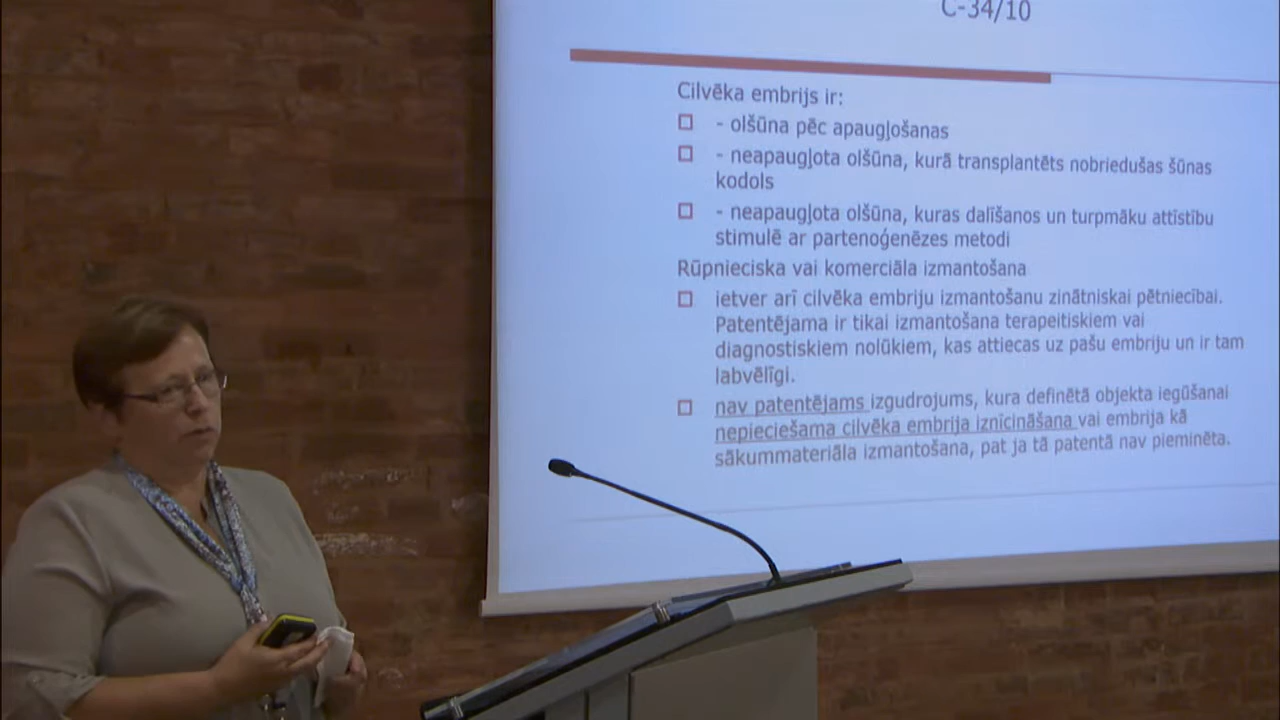 C-34/10
Cilvēka embrijs ir:
- olšūna pēc apaugļošanas
- neapaugļota olšūna, kurā transplantēts nobriedušas šūnas
kodols
- neapaugļota olšūna, kuras dalīšanos un turpmāku attīstību
stimulē ar partenoģenēzes metodi
Rūpnieciska vai komerciāla izmantošana
ietver arī cilvēka embriju izmantošanu zinātniskai pētniecībai.
Patentējama ir tikai izmantošana terapeitiskiem vai
diagnostiskiem nolūkiem, kas attiecas uz pašu embriju un ir tam
labvēlīgi.
nav patentējams izgudrojums, kura definētā objekta iegūšanai
nepieciešama cilvēka embrija iznīcināšana vai embrija kā
sākummateriāla izmantošana, pat ja tā patentā nav pieminēta.